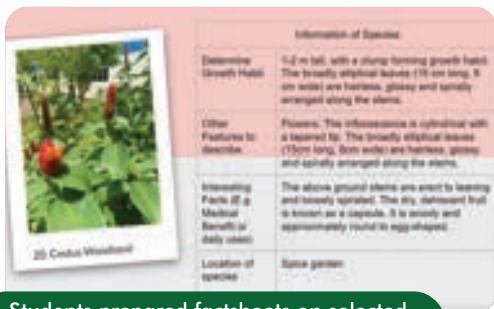 Information of Species
Determine Growth Habit
1-2 m tall, with a clump forming growth habit.
The broadly elliptical leaves (15 cm long, 8
cm wide) are hairless, glossy and spirally
arranged along the stems.
Other
Features to
describe
Flowers: The inflorescence is cylindrical with
a tapered tip. The broadly elliptical leaves
(15cm long, 8cm wide) are hairless, glossy
and spirally arranged along the stems.
Interesting
Facts (E.g
Medical
Benefit or
daily uses)
The above ground stems are erect to leaning
and loosely spiraled. The dry, dehiscent fruit
is known as a capsule. It is woody and
approximately round to egg-shaped.
Location of
species
Spice garden
Costus Woodsonii
Students prepared factsheets on selected